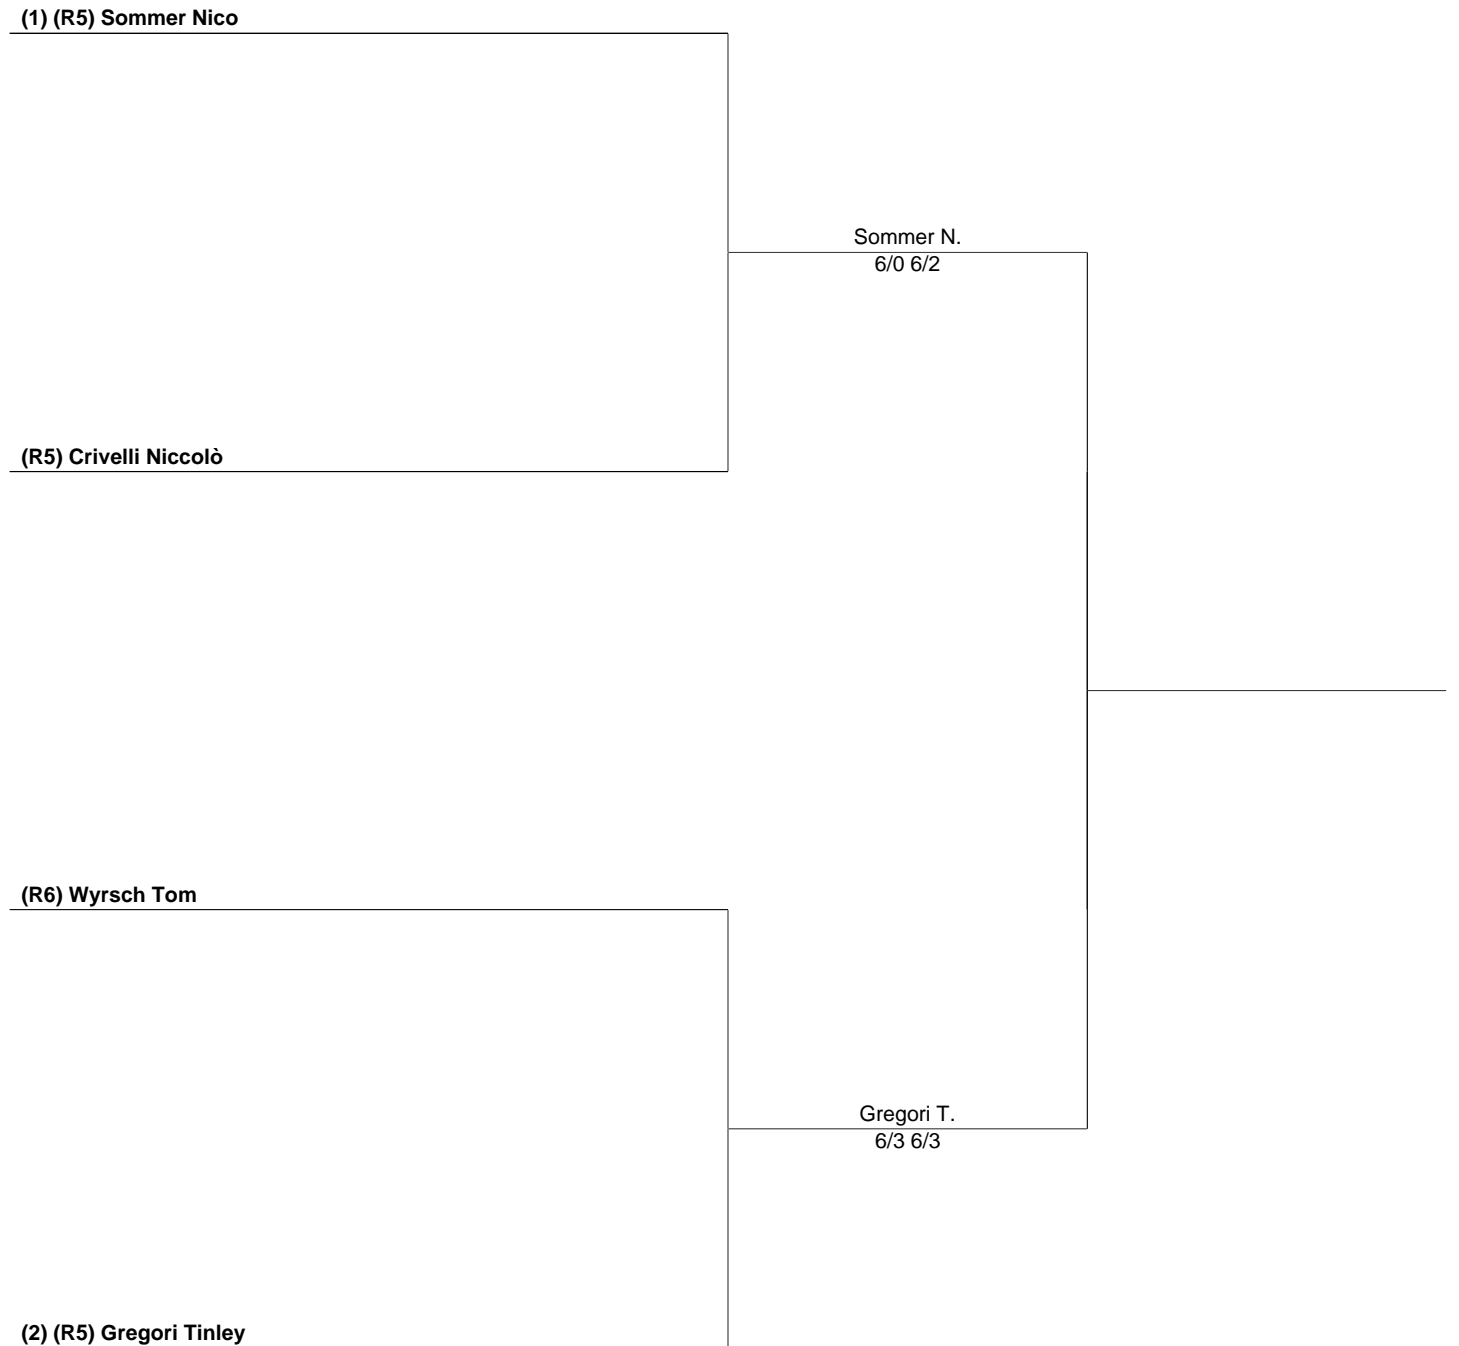 (1) (R5) Sommer Nico
Sommer N.
6/0 6/2
(R5) Crivelli Niccolò
(R6) Wyrsch Tom
Gregori T.
6/3 6/3
(2) (R5) Gregori Tinley